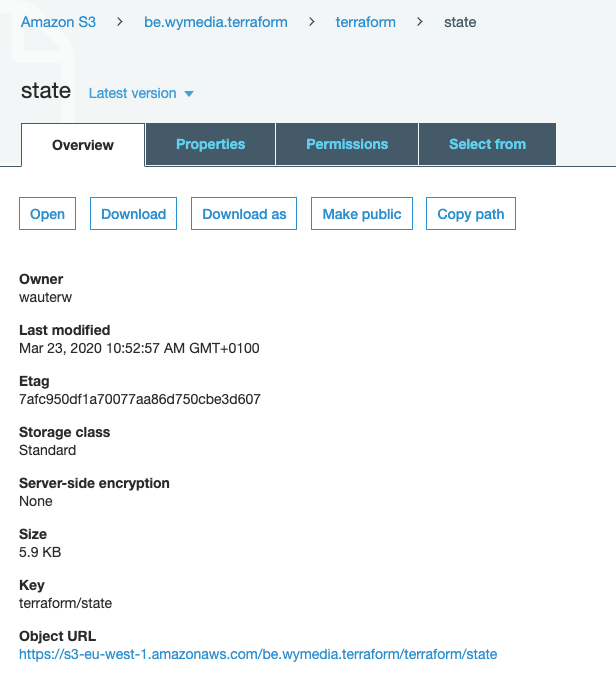 Amazon S3 > be.wymedia.terraform > terraform > state
state Latest version
Overview Properties Permissions Select from
Open Download Download as Make public Copy path
Owner
wauterw
Last modified
Mar 23, 2020 10:52:57 AM GMT+0100
Etag
7afc950df1a70077aa86d750cbe3d607
Storage class
Standard
Server-side encryption
None
Size
5.9 KB
Key
terraform/state
Object URL
https://s3-eu-west-1.amazonaws.com/be.wymedia.terraform/terraform/state